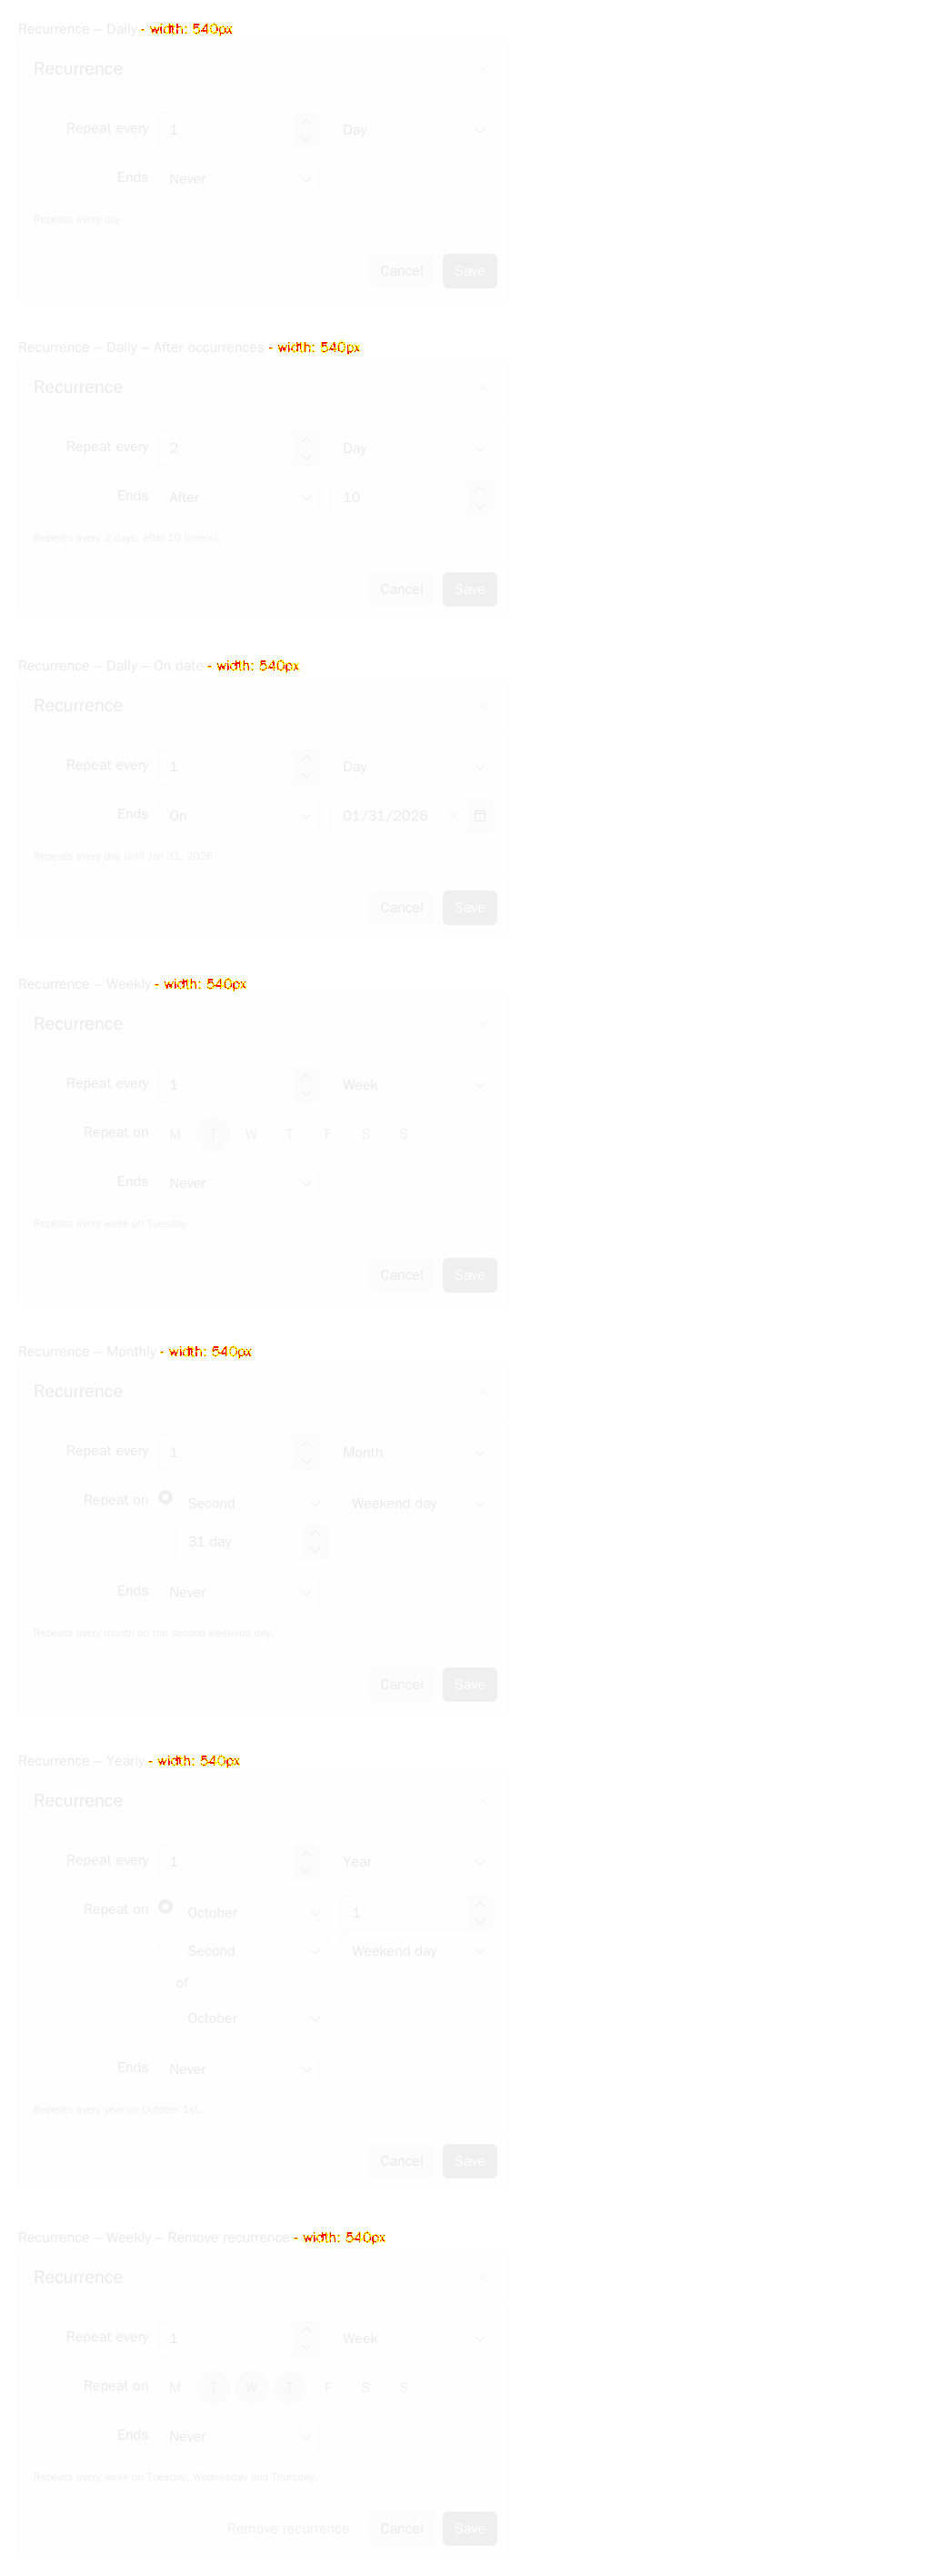 Recurrence – Daily - width: 540px
Recurrence
Repeat every 1 Day
Ends Never
Repeats every day.
Cancel Save
Recurrence – Daily – After occurrences - width: 540px
Recurrence
Repeat every 2 Day
Ends After 10
Repeats every 2 days, after 10 time(s).
Cancel Save
Recurrence – Daily – On date - width: 540px
Recurrence
Repeat every 1 Day
Ends On 01/31/2026
Repeats every day until Jan 31, 2026.
Cancel Save
Recurrence – Weekly - width: 540px
Recurrence
Repeat every 1 Week
Repeat on M T W T F S S
Ends Never
Repeats every week on Tuesday.
Cancel Save
Recurrence – Monthly - width: 540px
Recurrence
Repeat every 1 Month
Repeat on Second Weekend day
31 day
Ends Never
Repeats every month on the second weekend day.
Cancel Save
Recurrence – Yearly - width: 540px
Recurrence
Repeat every 1 Year
Repeat on October 1
Second Weekend day
of
October
Ends Never
Repeats every year on October 1st.
Cancel Save
Recurrence – Weekly – Remove recurrence - width: 540px
Recurrence
Repeat every 1 Week
Repeat on M T W T F S S
Ends Never
Repeats every week on Tuesday, Wednesday and Thursday.
Remove recurrence Cancel Save